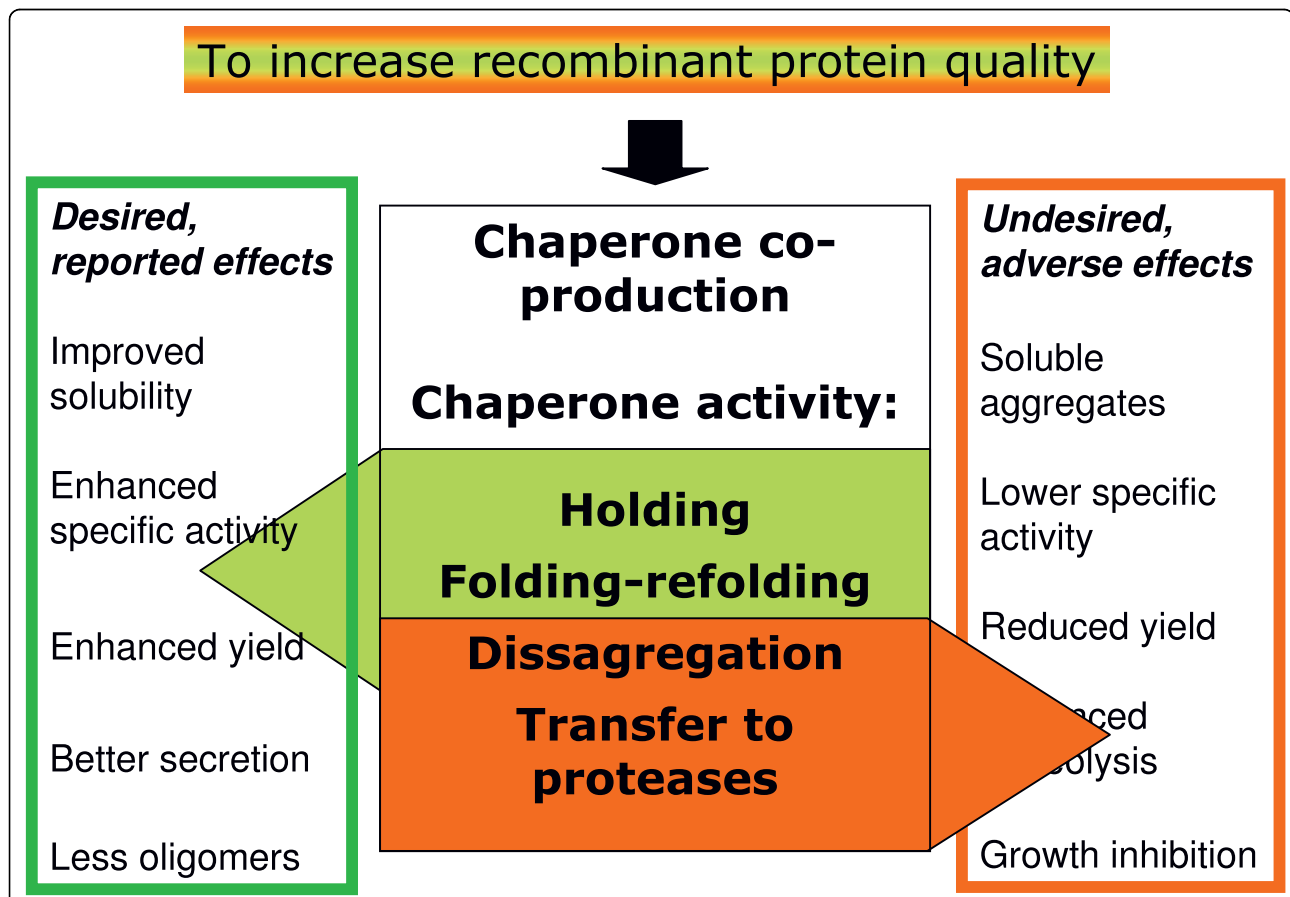 To increase recombinant protein quality
Desired,
reported effects
Improved
solubility
Enhanced
specific activity
Enhanced yield
Better secretion
Less oligomers
Chaperone co-
production
Chaperone activity:
Holding
Folding-refolding
Dissagregation
Transfer to
proteases
Undesired,
adverse effects
Soluble
aggregates
Lower specific
activity
Reduced yield
Growth inhibition